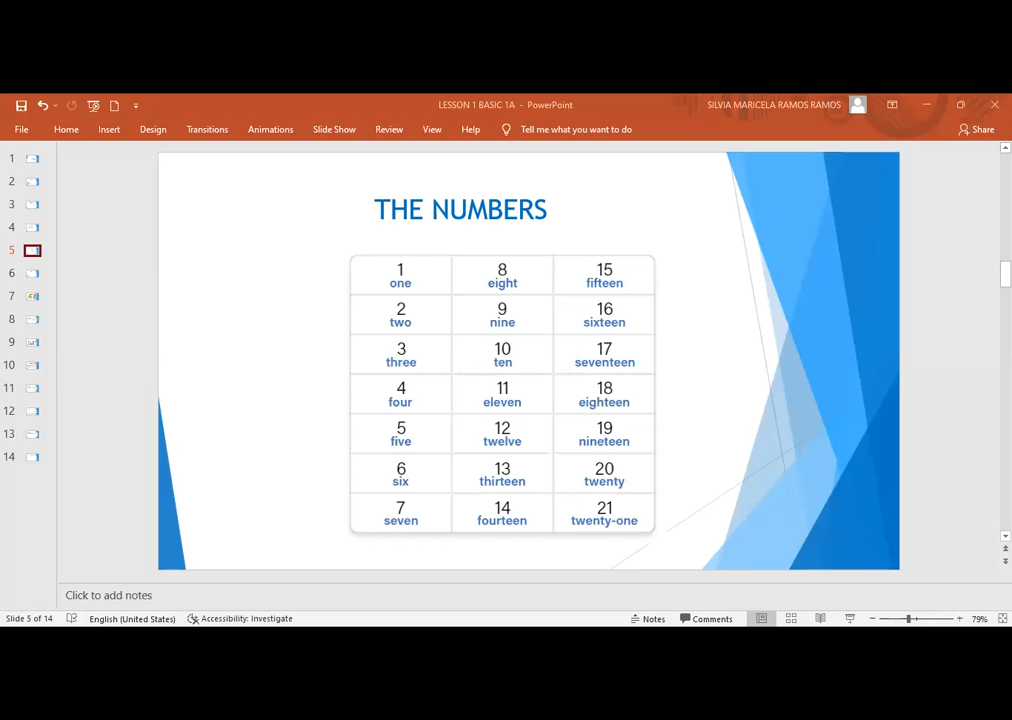 LESSON 1 BASIC 1A - PowerPoint
SILVIA MARICELA RAMOS RAMOS
File Home Insert Design Transitions Animations Slide Show Review View Help Tell me what you want to do Share
1
2
3
4
5
6
7
8
9
10
11
12
13
14
THE NUMBERS
1 8 15
one eight fifteen
2 9 16
two nine sixteen
3 10 17
three ten seventeen
4 11 18
four eleven eighteen
5 12 19
five twelve nineteen
6 13 20
six thirteen twenty
7 14 21
seven fourteen twenty-one
Click to add notes
Slide 5 of 14 English (United States) Accessibility: Investigate Notes Comments 79%